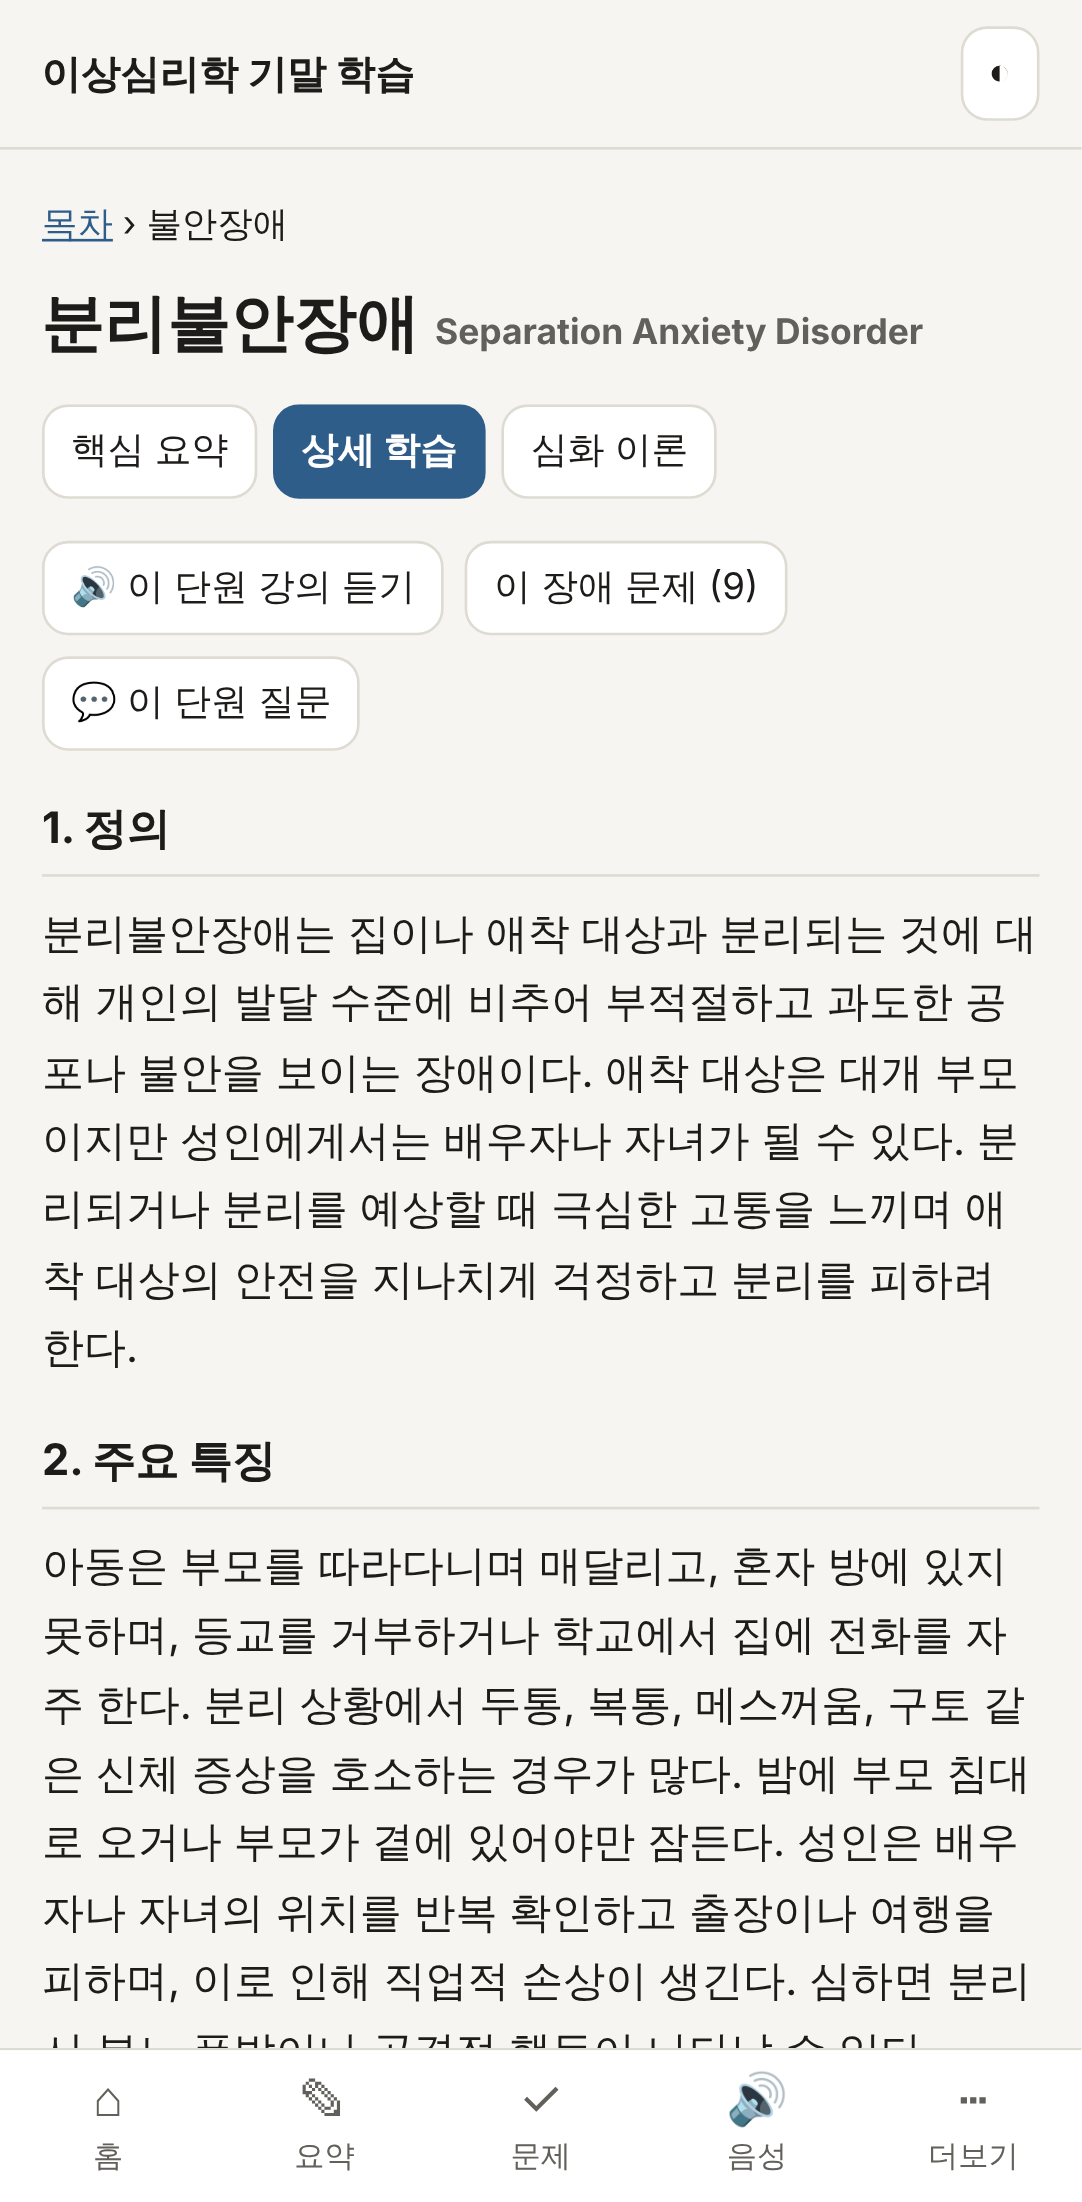 이상심리학 기말 학습
목차 › 불안장애
분리불안장애 Separation Anxiety Disorder
핵심 요약 상세 학습 심화 이론
이 단원 강의 듣기 이 장애 문제 (9)
이 단원 질문
1. 정의
분리불안장애는 집이나 애착 대상과 분리되는 것에 대
해 개인의 발달 수준에 비추어 부적절하고 과도한 공
포나 불안을 보이는 장애이다. 애착 대상은 대개 부모
이지만 성인에게서는 배우자나 자녀가 될 수 있다. 분
리되거나 분리를 예상할 때 극심한 고통을 느끼며 애
착 대상의 안전을 지나치게 걱정하고 분리를 피하려
한다.
2. 주요 특징
아동은 부모를 따라다니며 매달리고, 혼자 방에 있지
못하며, 등교를 거부하거나 학교에서 집에 전화를 자
주 한다. 분리 상황에서 두통, 복통, 메스꺼움, 구토 같
은 신체 증상을 호소하는 경우가 많다. 밤에 부모 침대
로 오거나 부모가 곁에 있어야만 잠든다. 성인은 배우
자나 자녀의 위치를 반복 확인하고 출장이나 여행을
피하며, 이로 인해 직업적 손상이 생긴다. 심하면 분리
홈 요약 문제 음성 더보기